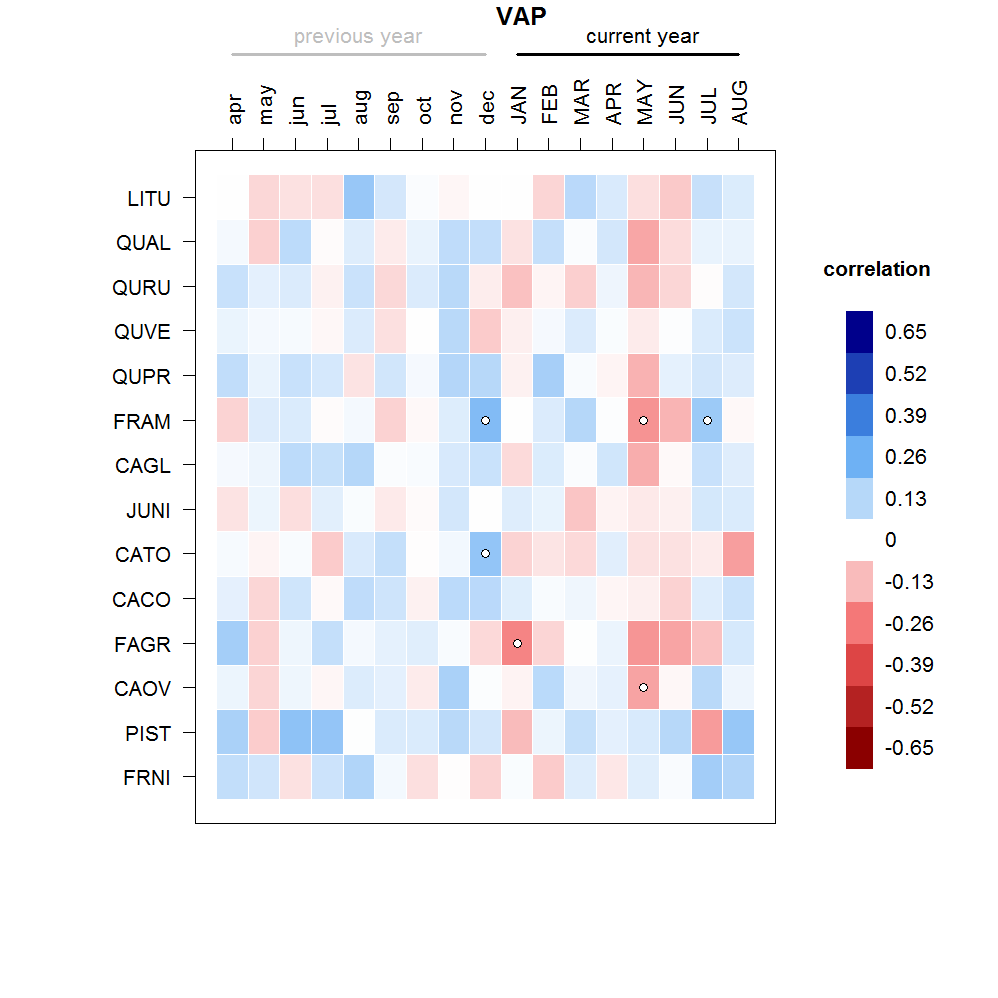 VAP
previous year current year
apr may jun jul aug sep oct nov dec JAN FEB MAR APR MAY JUN JUL AUG
LITU
QUAL
QURU
QUVE
QUPR
FRAM
CAGL
JUNI
CATO
CACO
FAGR
CAOV
PIST
FRNI
correlation
0.65
0.52
0.39
0.26
0.13
0
-0.13
-0.26
-0.39
-0.52
-0.65